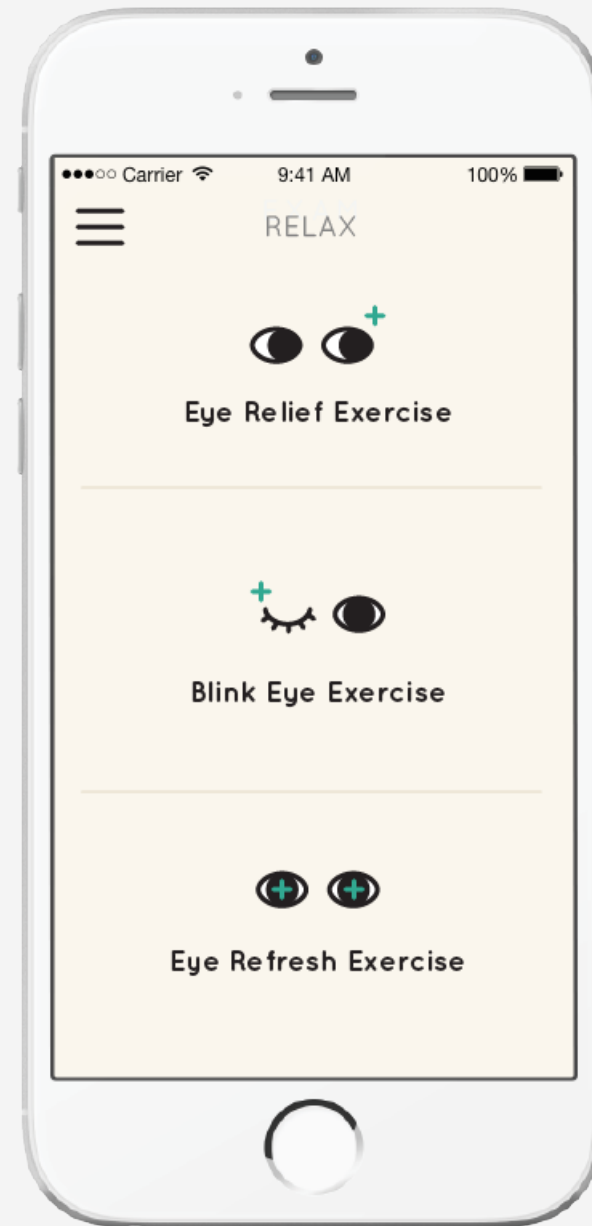 Carrier 9:41 AM 100%
RELAX
Eye Relief Exercise
Blink Eye Exercise
Eye Refresh Exercise